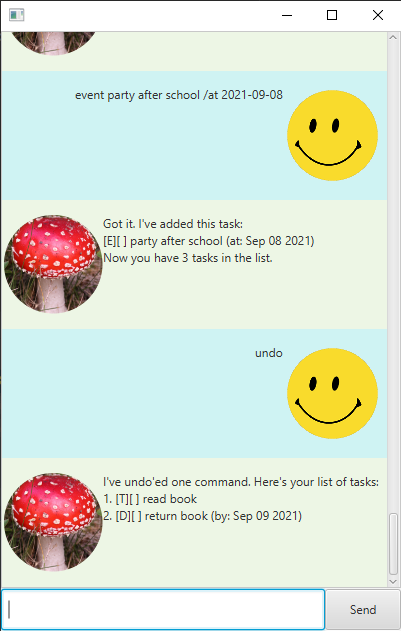 event party after school /at 2021-09-08
Got it. I've added this task:
[E][ ] party after school (at: Sep 08 2021)
Now you have 3 tasks in the list.
undo
I've undo'ed one command. Here's your list of tasks:
1. [T][ ] read book
2. [D][ ] return book (by: Sep 09 2021)
Send